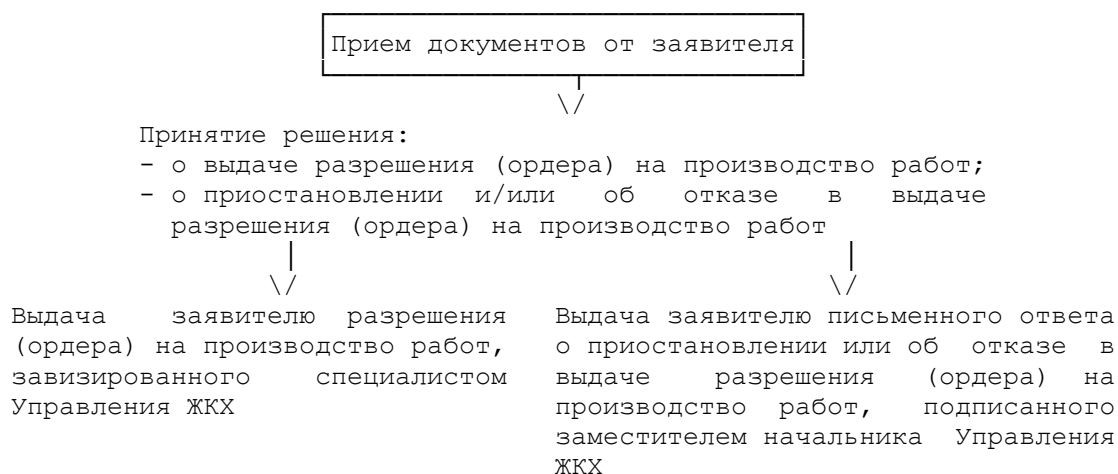 Прием документов от заявителя
\/
Принятие решения:
- о выдаче разрешения (ордера) на производство работ;
- о приостановлении и/или об отказе в выдаче
разрешения (ордера) на производство работ
\/ \/
Выдача заявителю разрешения
(ордера) на производство работ,
завизированного специалистом
Управления ЖКХ
Выдача заявителю письменного ответа
о приостановлении или об отказе в
выдаче разрешения (ордера) на
производство работ, подписанного
заместителем начальника Управления
ЖКХ